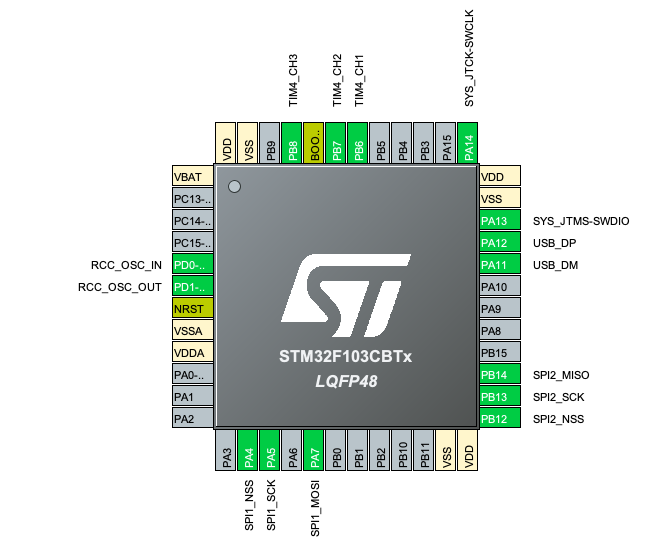 TIM4_CH3
TIM4_CH2
TIM4_CH1
SYS_JTCK-SWCLK
VDD
VSS
PB9
PB8
BOO..
PB7
PB6
PB5
PB4
PB3
PA15
PA14
VBAT
PC13-..
PC14-..
PC15-..
RCC_OSC_IN PD0-..
RCC_OSC_OUT PD1-..
NRST
VSSA
VDDA
PA0-..
PA1
PA2
VDD
VSS
PA13 SYS_JTMS-SWDIO
PA12 USB_DP
PA11 USB_DM
PA10
PA9
PA8
PB15
PB14 SPI2_MISO
PB13 SPI2_SCK
PB12 SPI2_NSS
STM32F103CBTx
LQFP48
PA3
PA4
PA5
PA6
PA7
PB0
PB1
PB2
PB10
PB11
VSS
VDD
SPI1_NSS
SPI1_SCK
SPI1_MOSI